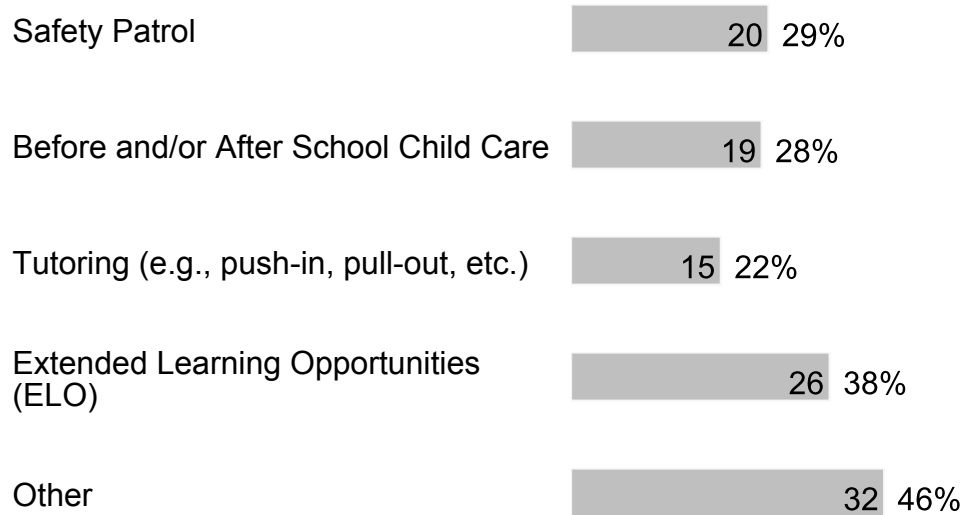 Safety Patrol 20 29%
Before and/or After School Child Care 19 28%
Tutoring (e.g., push-in, pull-out, etc.) 15 22%
Extended Learning Opportunities
(ELO) 26 38%
Other 32 46%